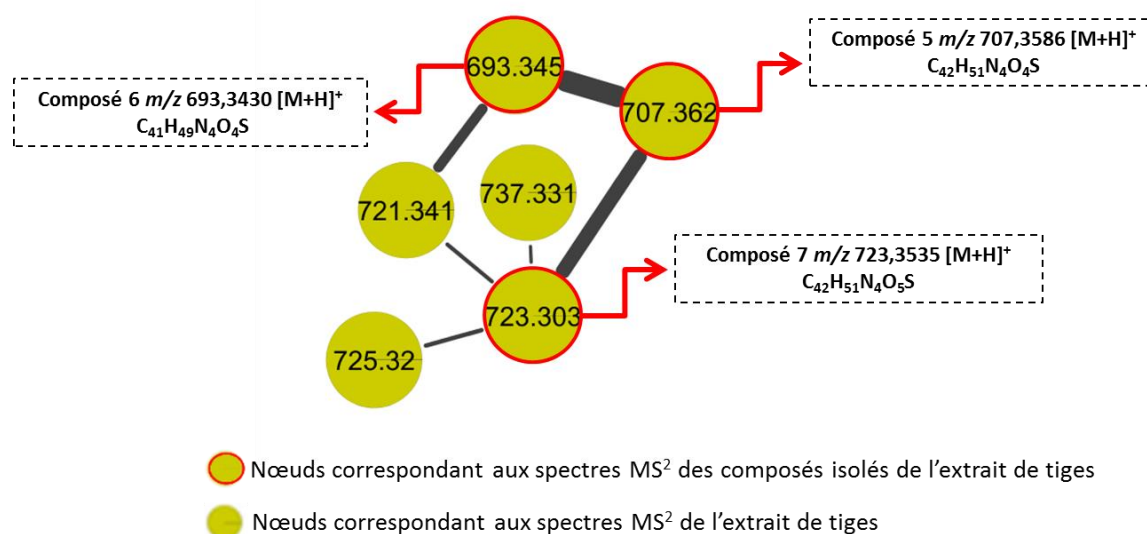 693.345
Composé 5 m/z 707,3586 [M+H]⁺
C₄₂H₅₁N₄O₄S
Composé 6 m/z 693,3430 [M+H]⁺
C₄₁H₄₉N₄O₄S
707.362
721.341
737.331
Composé 7 m/z 723,3535 [M+H]⁺
C₄₂H₅₁N₄O₅S
723.303
725.32
Nœuds correspondant aux spectres MS² des composés isolés de l’extrait de tiges
Nœuds correspondant aux spectres MS² de l’extrait de tiges